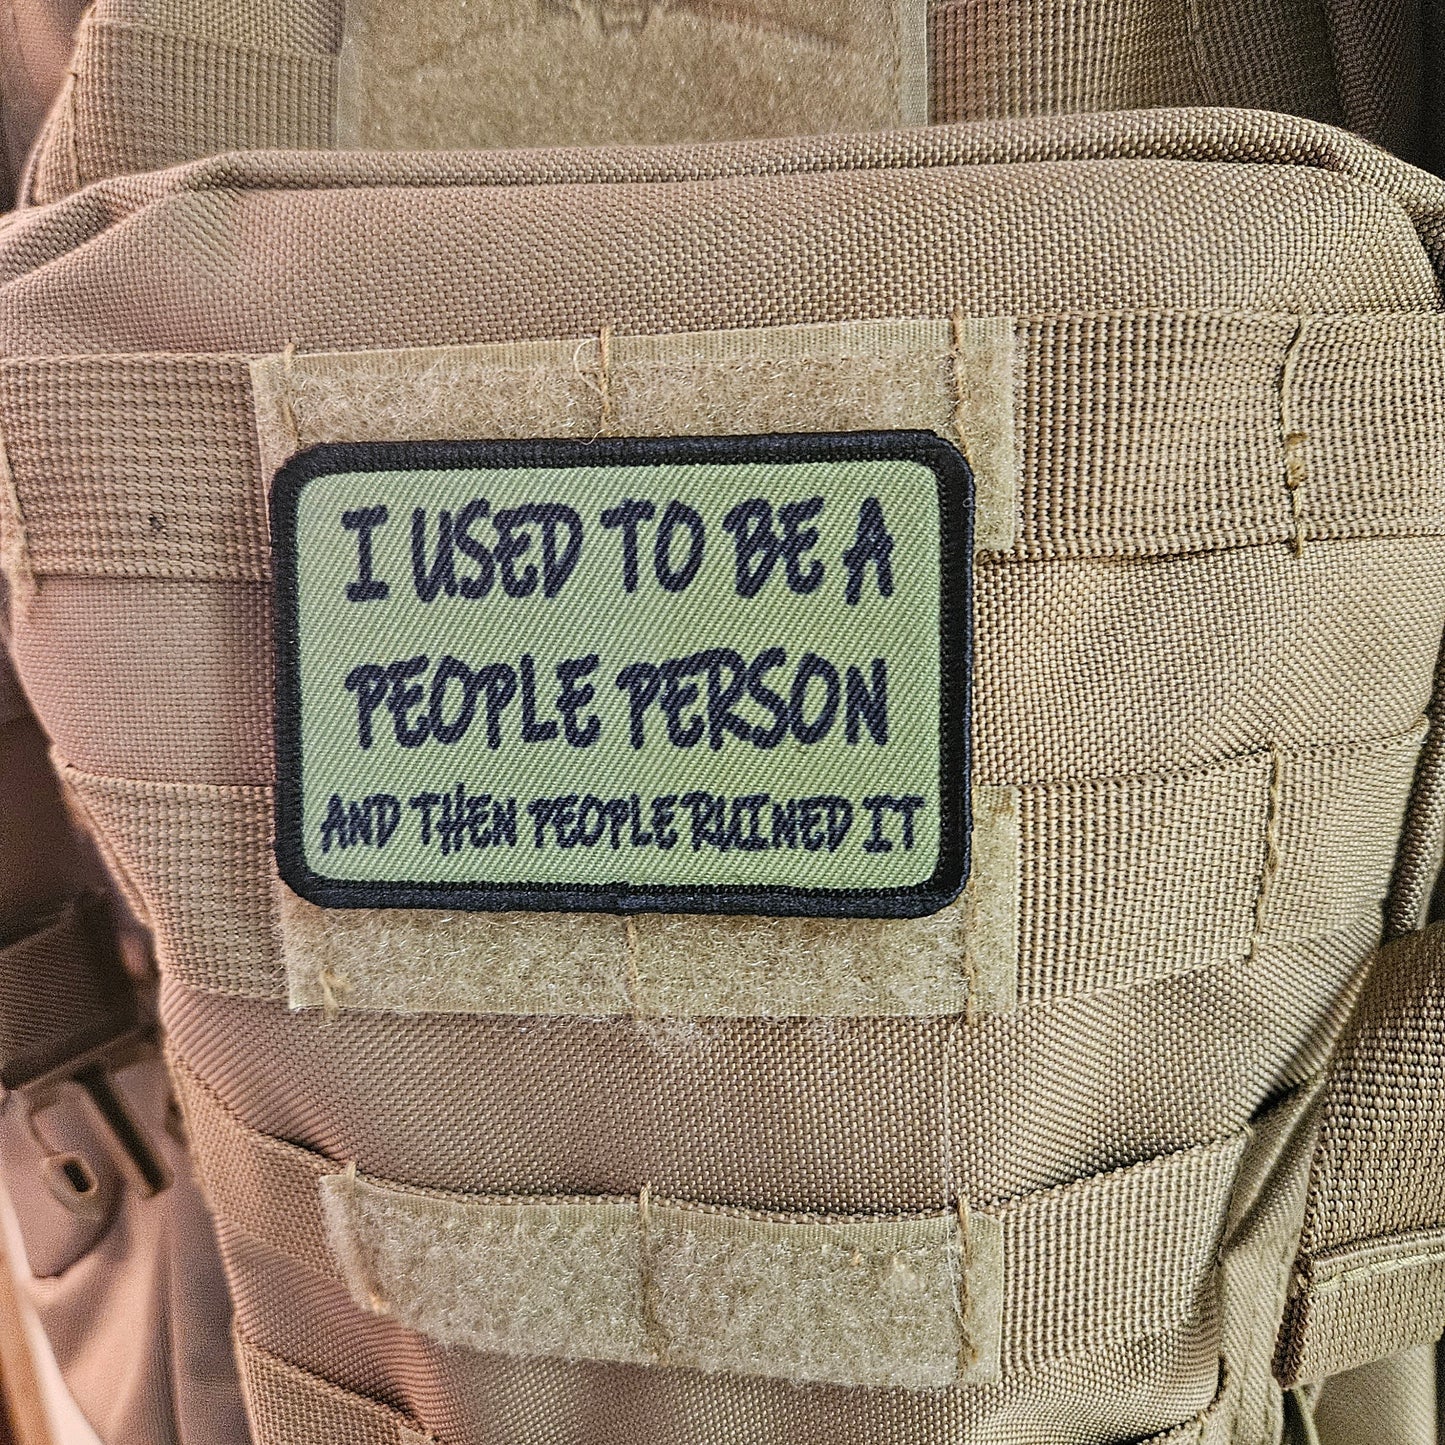 I USED TO BE A
PEOPLE PERSON
AND THEN PEOPLE RUINED IT